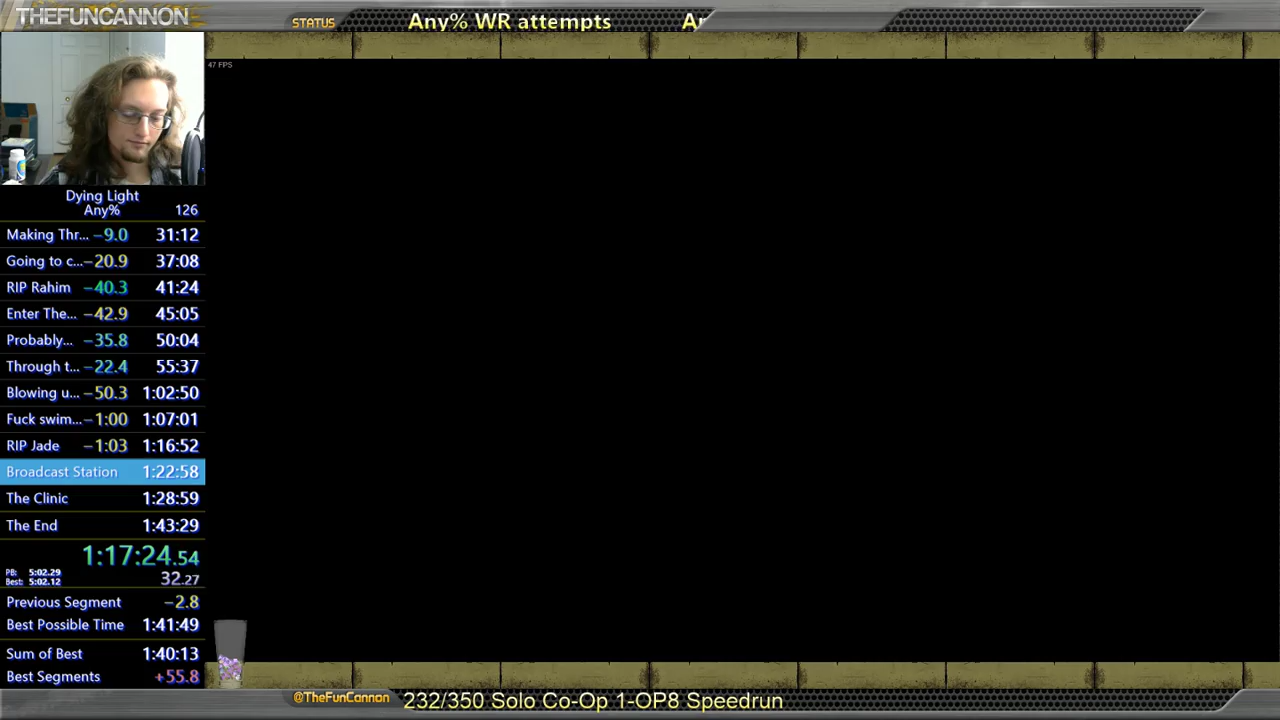 THEFUNCANNON
STATUS
Any% WR attempts
47 FPS
Dying Light
Any% 126
Making Thr... −9.0 31:12
Going to c... −20.9 37:08
RIP Rahim −40.3 41:24
Enter The... −42.9 45:05
Probably... −35.8 50:04
Through t... −22.4 55:37
Blowing u... −50.3 1:02:50
Fuck swim... −1:00 1:07:01
RIP Jade −1:03 1:16:52
Broadcast Station 1:22:58
The Clinic 1:28:59
The End 1:43:29
1:17:24.54
PB: 5:02.29
Best: 5:02.12
32.27
Previous Segment −2.8
Best Possible Time 1:41:49
Sum of Best 1:40:13
Best Segments +55.8
@TheFunCannon
232/350 Solo Co-Op 1-OP8 Speedrun